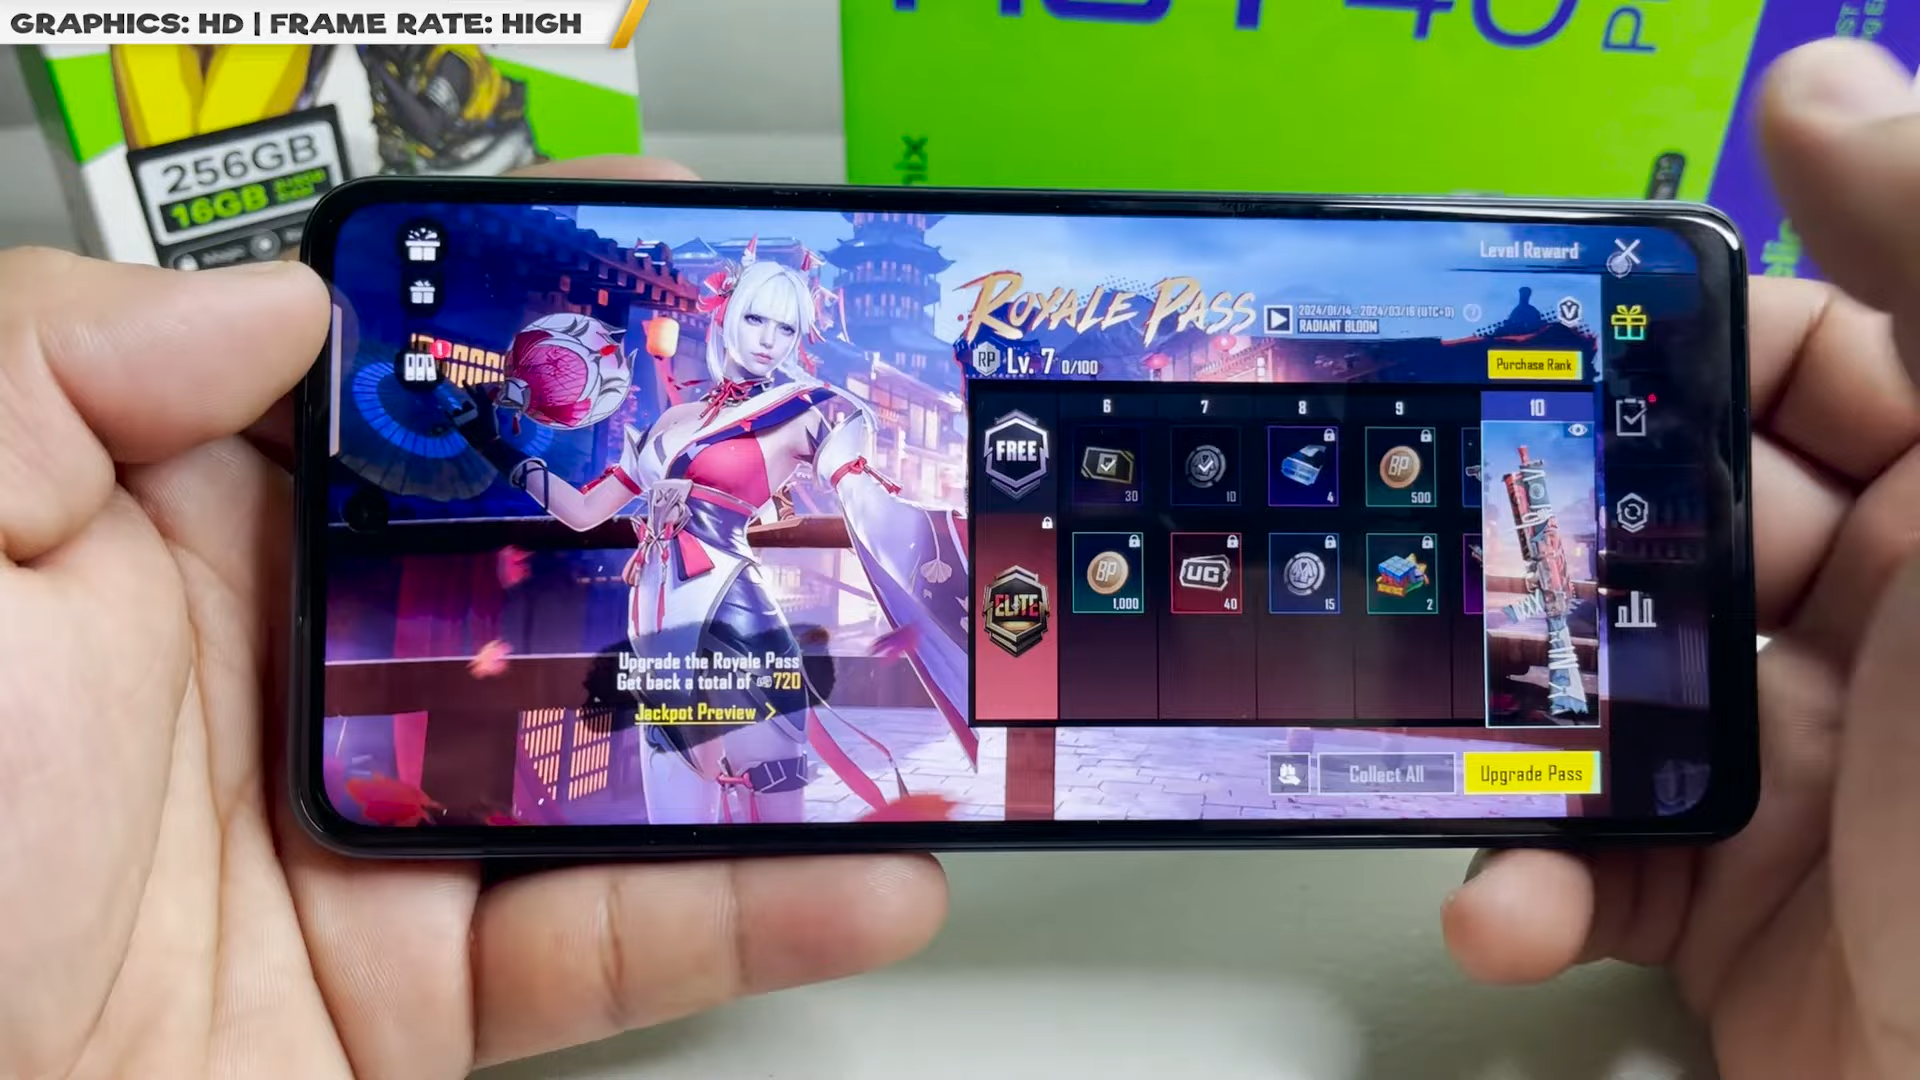 GRAPHICS: HD | FRAME RATE: HIGH
256GB
16GB
HOT 40
nix
Level Reward
ROYALE PASS
2024/01/14 - 2024/03/16 (UTC+0)
RADIANT BLOOM
RP Lv. 7 0/100
Purchase Rank
6 7 8 9 10
FREE
30 10 4 BP 500
ELITE
BP 1,000 UC 40 15 2
Upgrade the Royale Pass
Get back a total of 720
Jackpot Preview >
Collect All
Upgrade Pass